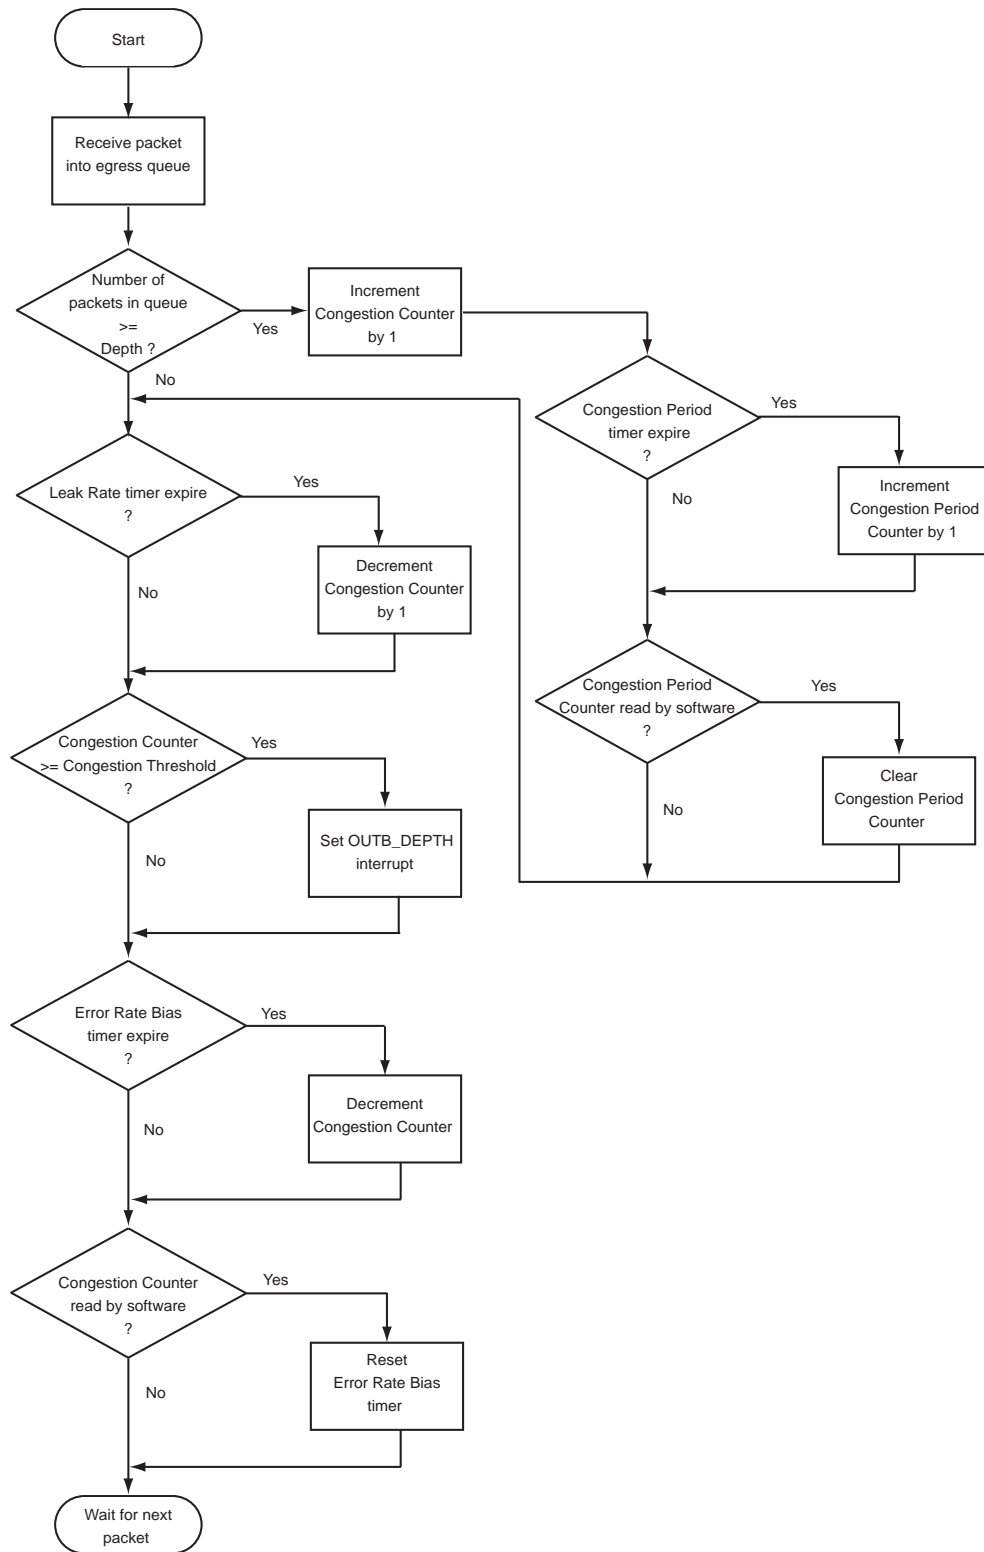 Start
Receive packet
into egress queue
Number of
packets in queue
>=
Depth ?
Yes
No
Increment
Congestion Counter
by 1
Congestion Period
timer expire
?
Yes
No
Increment
Congestion Period
Counter by 1
Leak Rate timer expire
?
Yes
No
Decrement
Congestion Counter
by 1
Congestion Period
Counter read by software
?
Yes
No
Clear
Congestion Period
Counter
Congestion Counter
>= Congestion Threshold
?
Yes
No
Set OUTB_DEPTH
interrupt
Error Rate Bias
timer expire
?
Yes
No
Decrement
Congestion Counter
Congestion Counter
read by software
?
Yes
No
Reset
Error Rate Bias
timer
Wait for next
packet